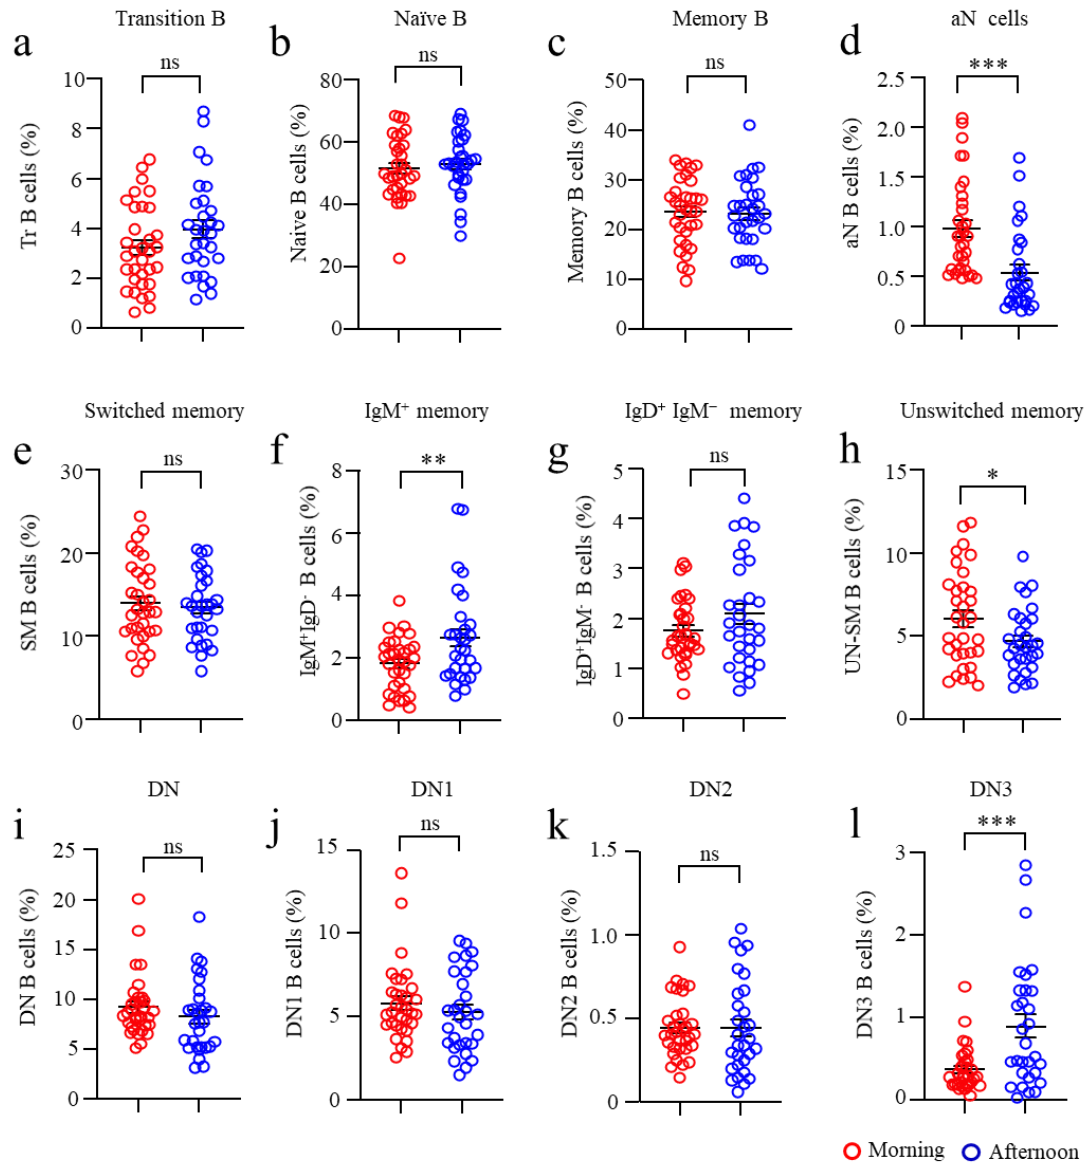 Transition B
Naïve B
Memory B
aN cells
a
b
c
d
ns
ns
ns
***
Tr B cells (%)
10
8
6
4
2
0
Naive B cells (%)
80
60
40
20
0
Memory B cells (%)
50
40
30
20
10
0
aN B cells (%)
2.5
2.0
1.5
1.0
0.5
0
Switched memory
IgM⁺ memory
IgD⁺ IgM⁻ memory
Unswitched memory
e
f
g
h
ns
**
ns
*
SM B cells (%)
30
20
10
0
IgM⁺IgD⁻ B cells (%)
8
6
4
2
0
IgD⁺IgM⁻ B cells (%)
5
4
3
2
1
0
UN-SM B cells (%)
15
10
5
0
DN
DN1
DN2
DN3
i
j
k
l
ns
ns
ns
***
DN B cells (%)
25
20
15
10
5
0
DN1 B cells (%)
15
10
5
0
DN2 B cells (%)
1.5
1.0
0.5
0
DN3 B cells (%)
3
2
1
0
Morning
Afternoon